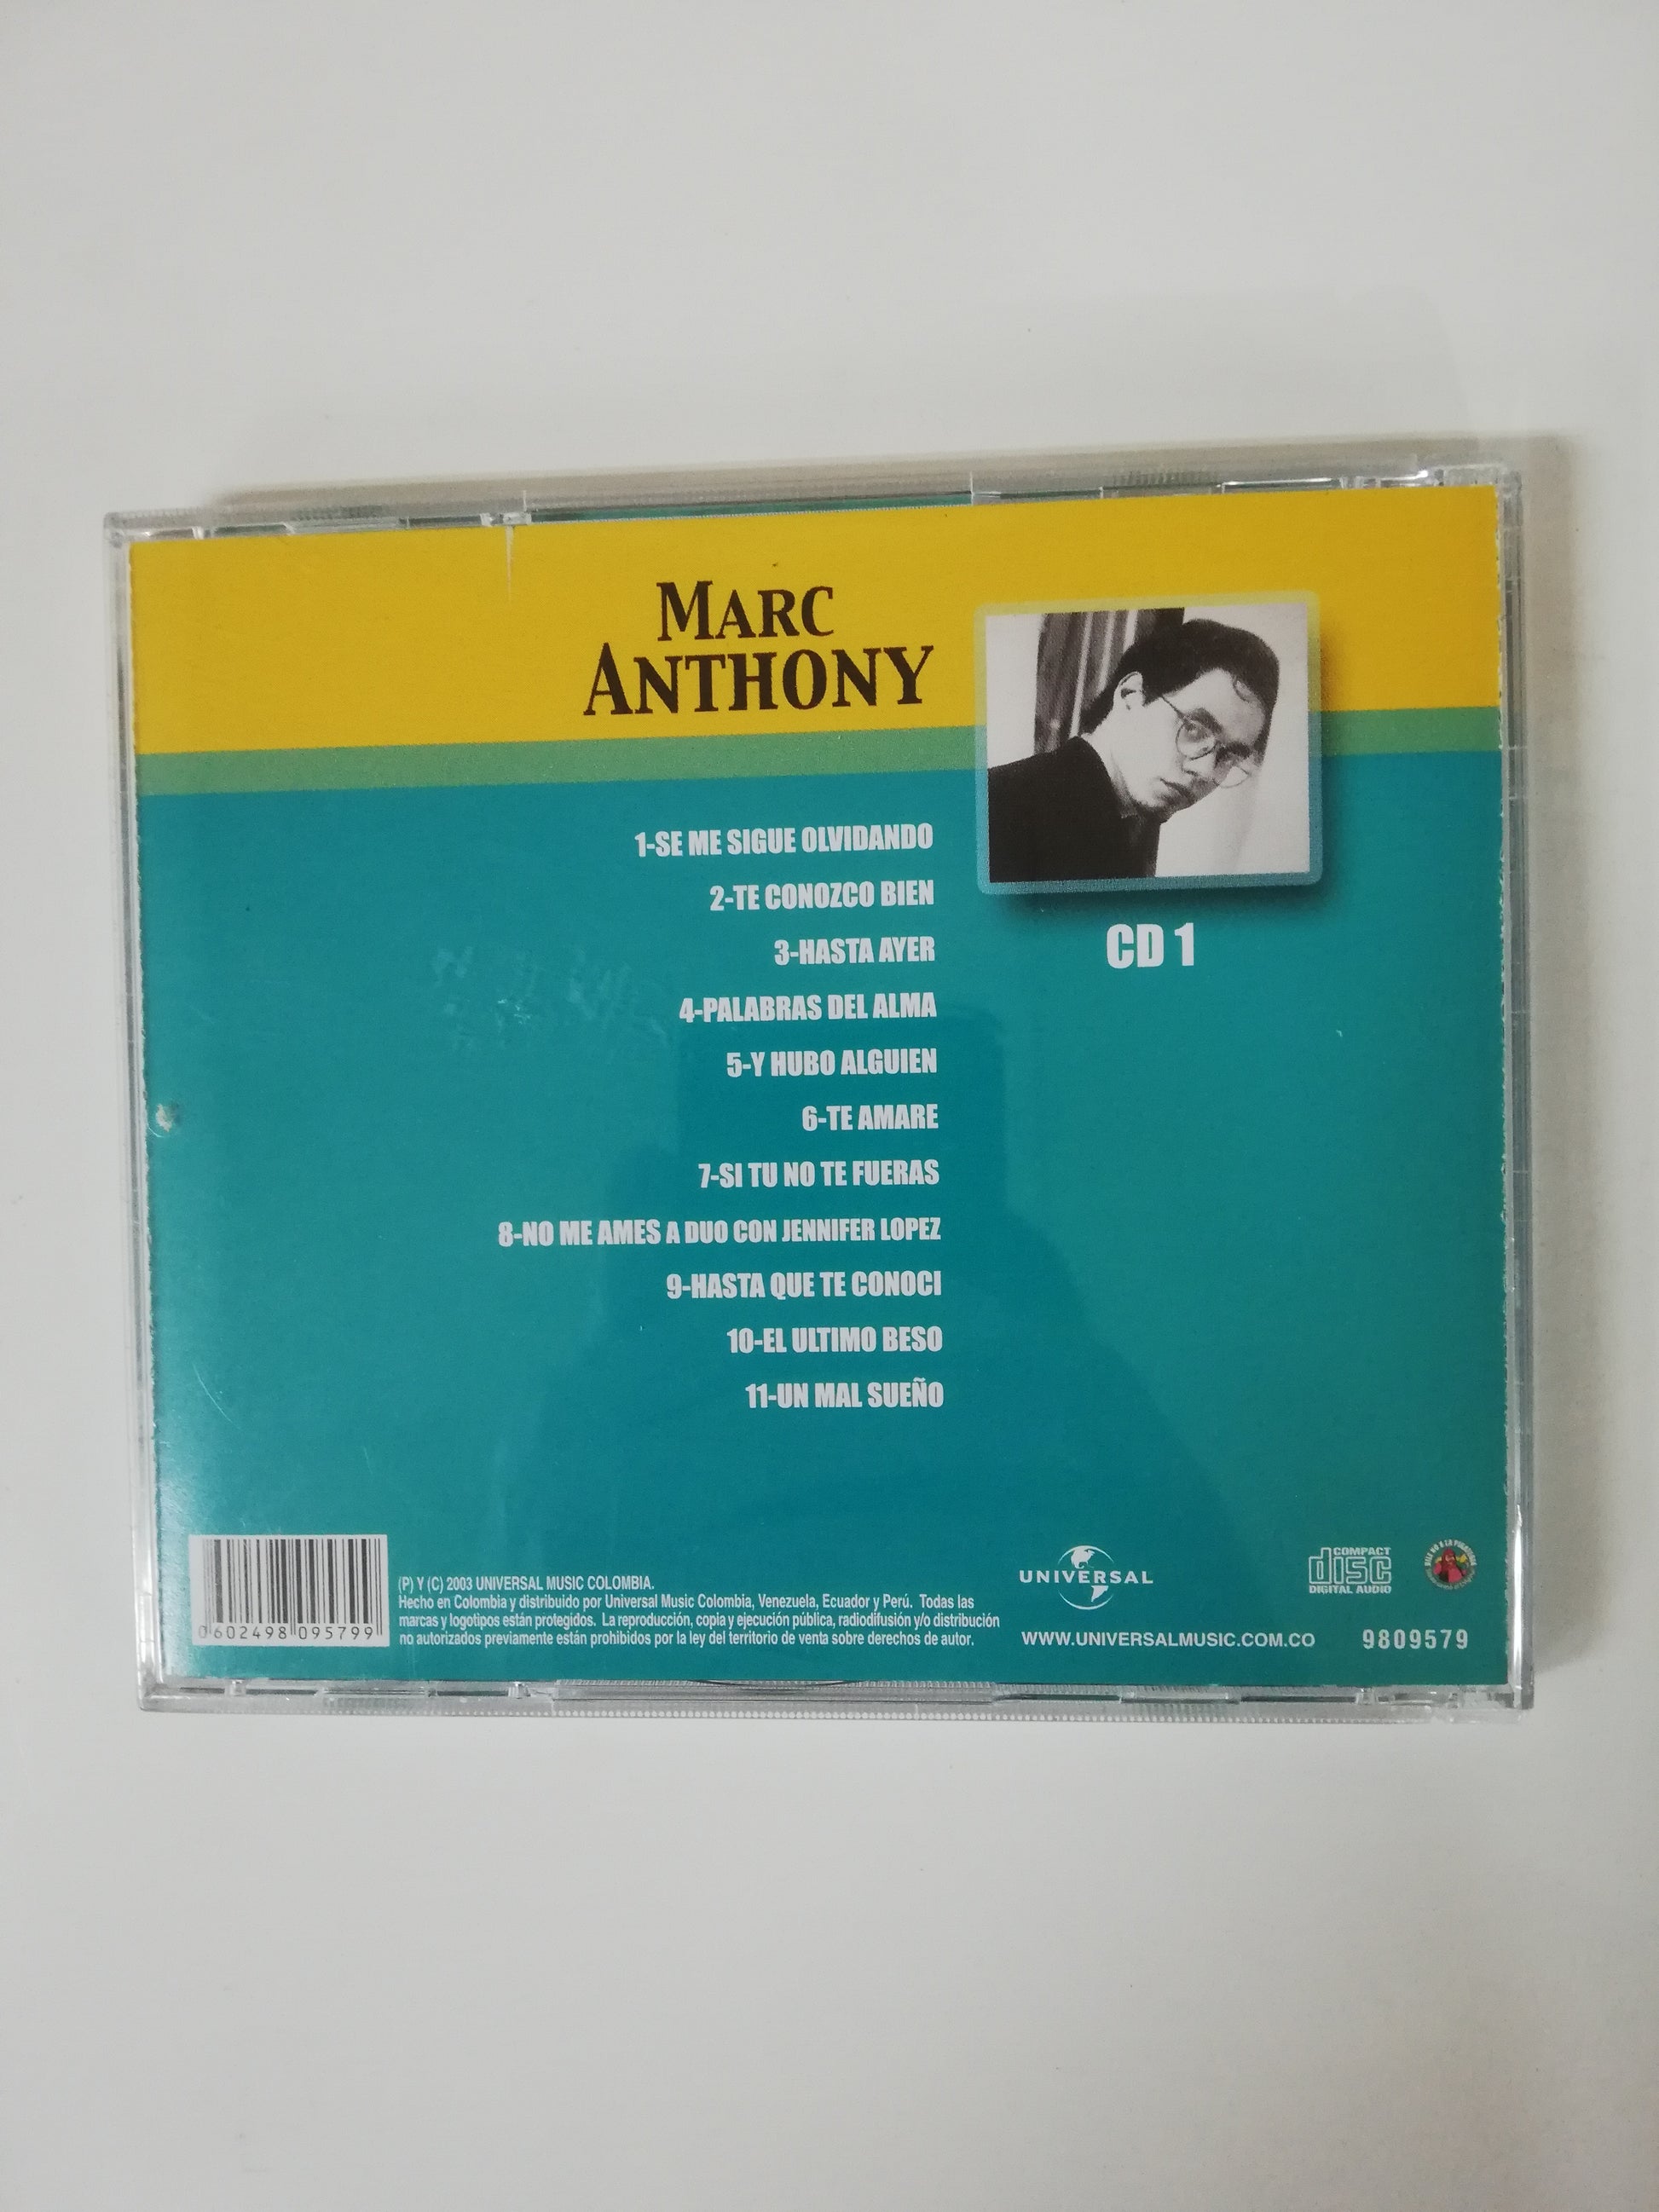 MARC
ANTHONY
1-SE ME SIGUE OLVIDANDO
2-TE CONOZCO BIEN
3-HASTA AYER
4-PALABRAS DEL ALMA
5-Y HUBO ALGUIEN
6-TE AMARE
7-SI TU NO TE FUERAS
8-NO ME AMES A DUO CON JENNIFER LOPEZ
9-HASTA QUE TE CONOCI
10-EL ULTIMO BESO
11-UN MAL SUEÑO
CD 1
0 602498 095799
(P) Y (C) 2003 UNIVERSAL MUSIC COLOMBIA.
Hecho en Colombia y distribuido por Universal Music Colombia, Venezuela, Ecuador y Perú. Todas las
marcas y logotipos están protegidos. La reproducción, copia y ejecución pública, radiodifusión y/o distribución
no autorizados previamente están prohibidos por la ley del territorio de venta sobre derechos de autor.
UNIVERSAL
WWW.UNIVERSALMUSIC.COM.CO
COMPACT
disc
DIGITAL AUDIO
9809579